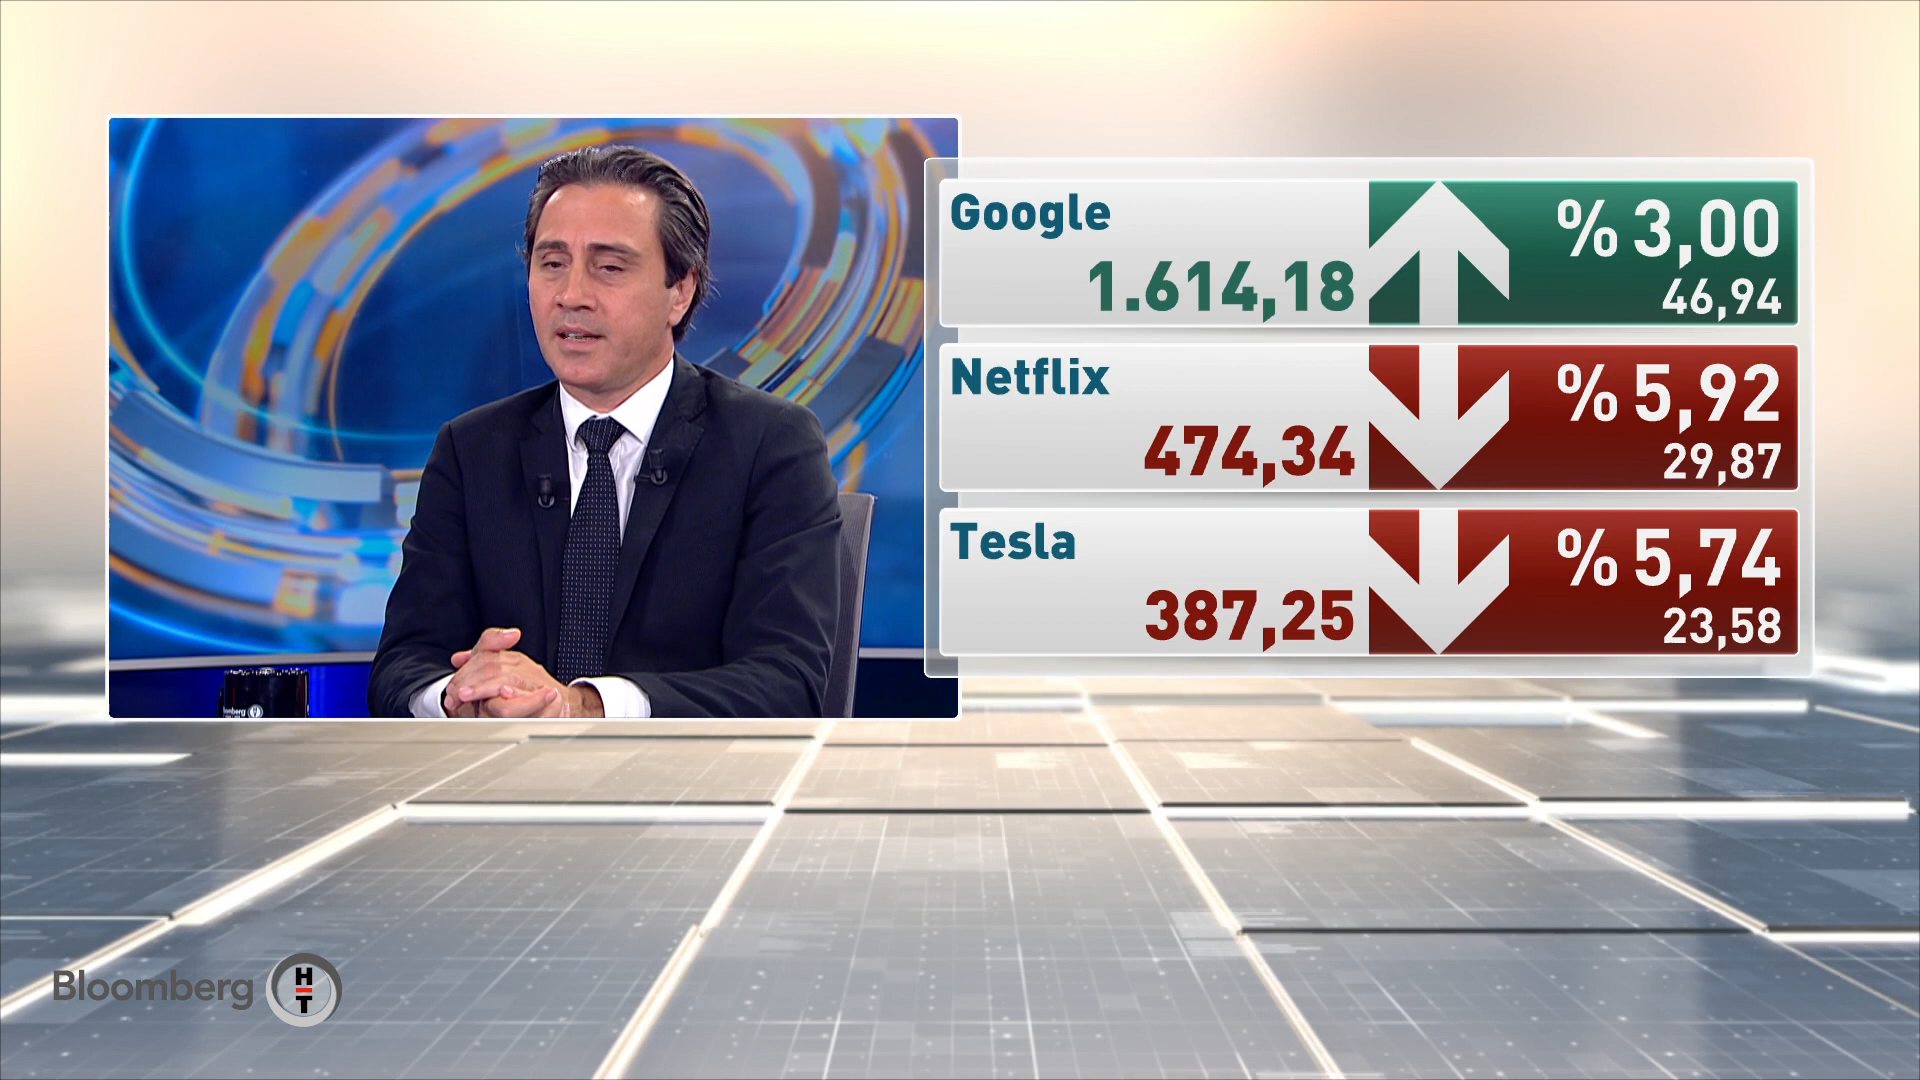 Google
1.614,18
% 3,00
46,94
Netflix
474,34
% 5,92
29,87
Tesla
387,25
% 5,74
23,58
Bloomberg HT